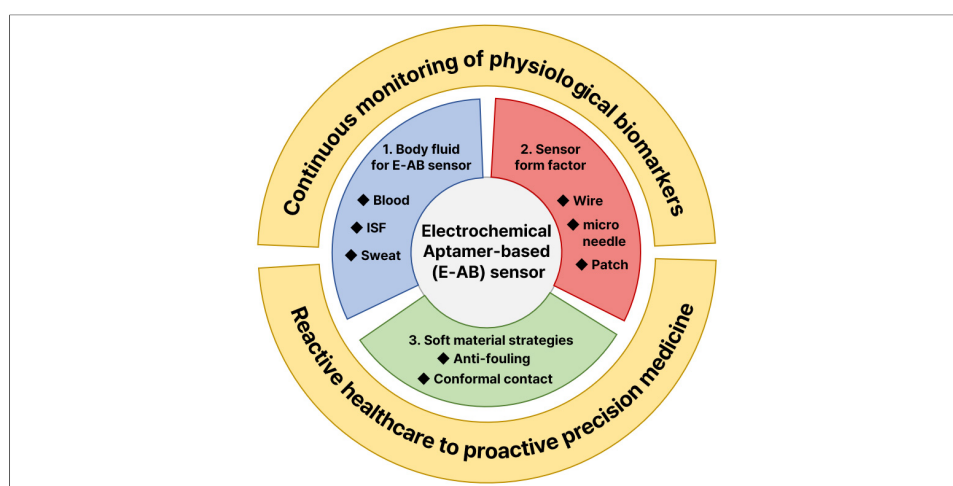 Continuous monitoring of physiological biomarkers
1. Body fluid
for E-AB sensor
◆ Blood
◆ ISF
◆ Sweat
2. Sensor
form factor
◆ Wire
◆ micro
needle
◆ Patch
Electrochemical
Aptamer-based
(E-AB) sensor
3. Soft material strategies
◆ Anti-fouling
◆ Conformal contact
Reactive healthcare to proactive precision medicine